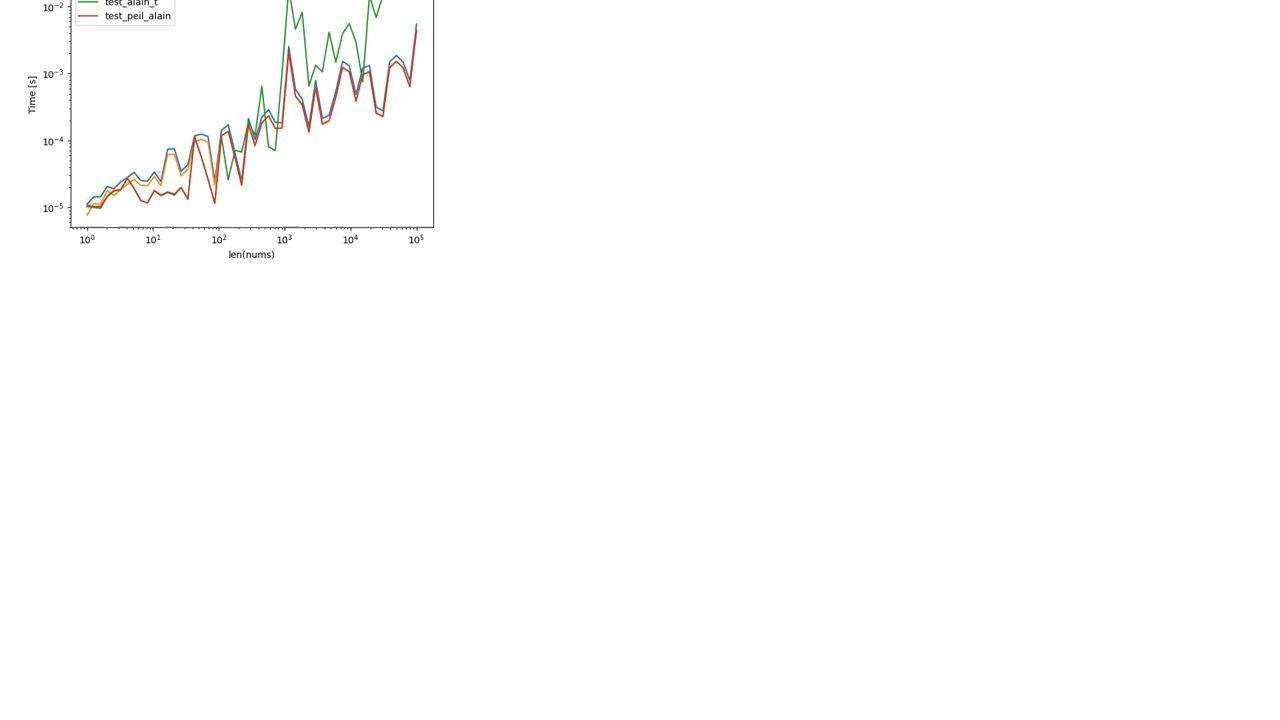 10⁻²
test_alain_t
test_peil_alain
10⁻³
Time [s]
10⁻⁴
10⁻⁵
10⁰ 10¹ 10² 10³ 10⁴ 10⁵
len(nums)